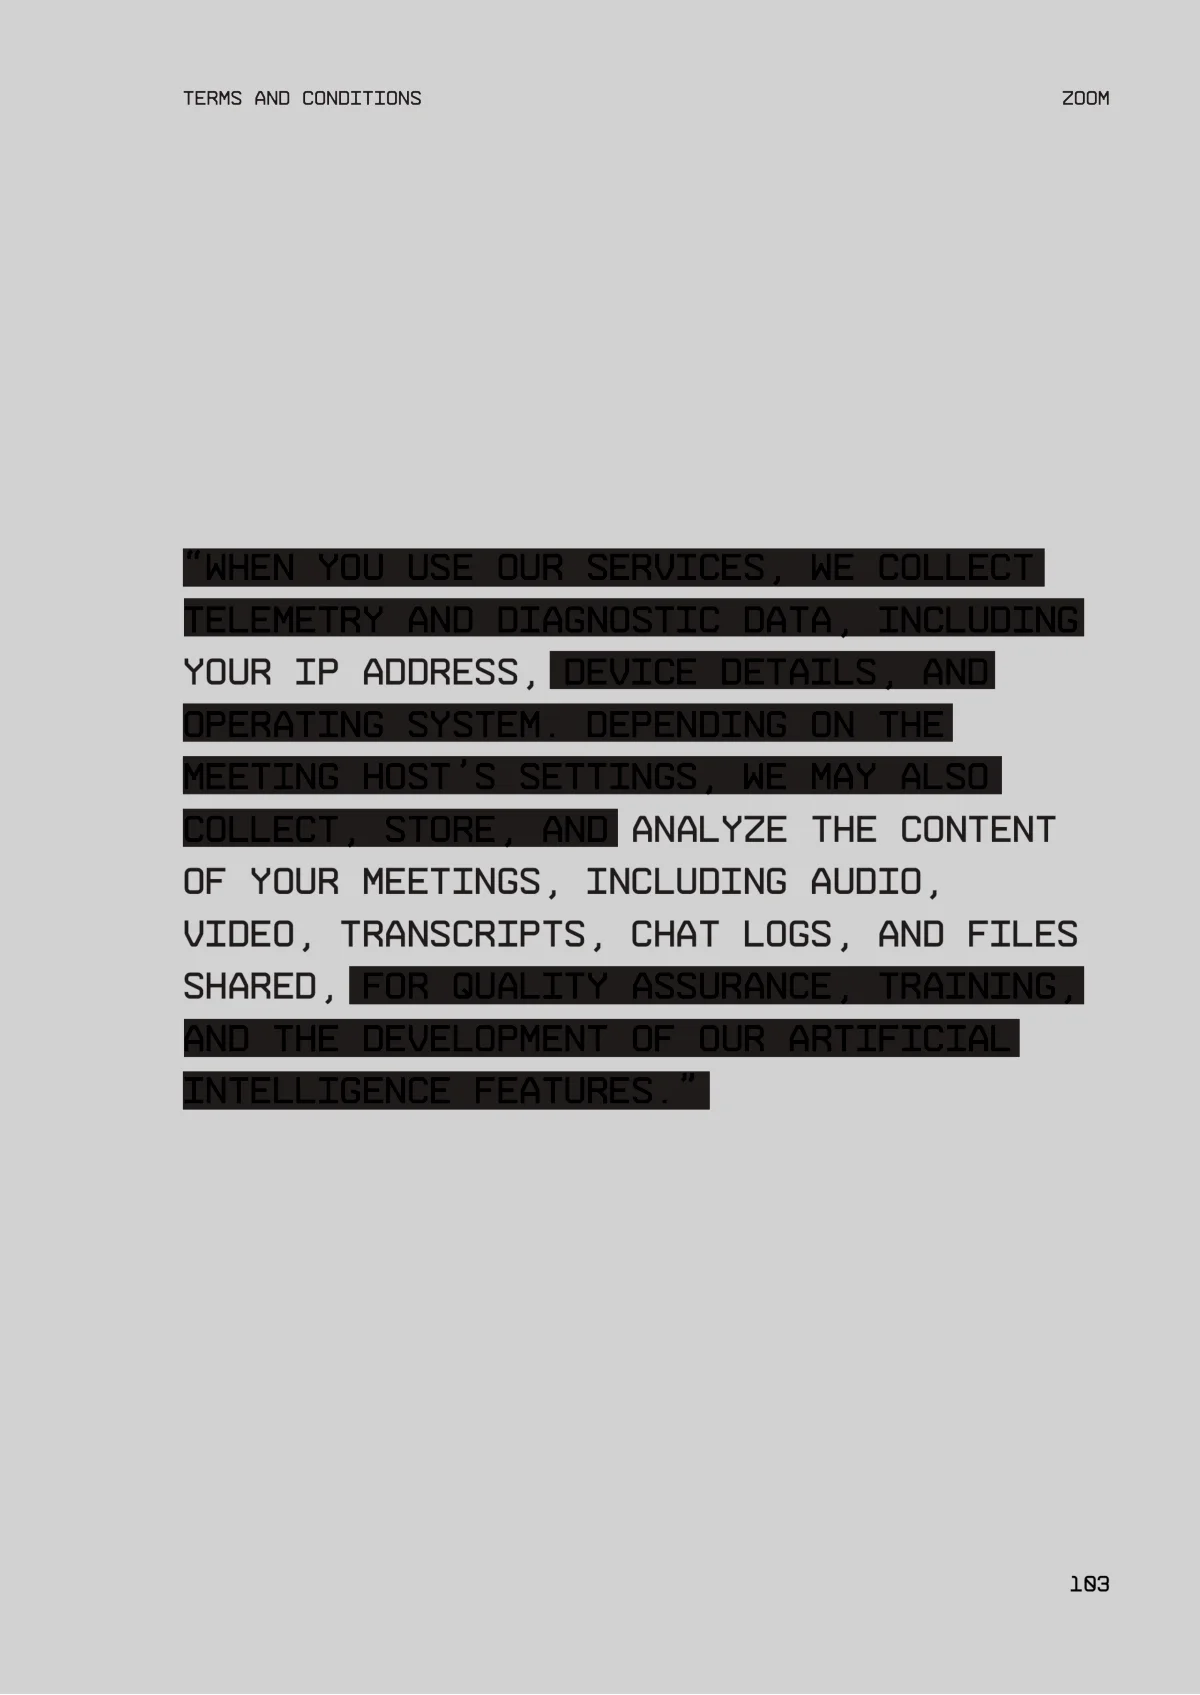 TERMS AND CONDITIONS
ZOOM
"WHEN YOU USE OUR SERVICES, WE COLLECT
TELEMETRY AND DIAGNOSTIC DATA, INCLUDING
YOUR IP ADDRESS, DEVICE DETAILS, AND
OPERATING SYSTEM. DEPENDING ON THE
MEETING HOST'S SETTINGS, WE MAY ALSO
COLLECT, STORE, AND ANALYZE THE CONTENT
OF YOUR MEETINGS, INCLUDING AUDIO,
VIDEO, TRANSCRIPTS, CHAT LOGS, AND FILES
SHARED, FOR QUALITY ASSURANCE, TRAINING,
AND THE DEVELOPMENT OF OUR ARTIFICIAL
INTELLIGENCE FEATURES."
103